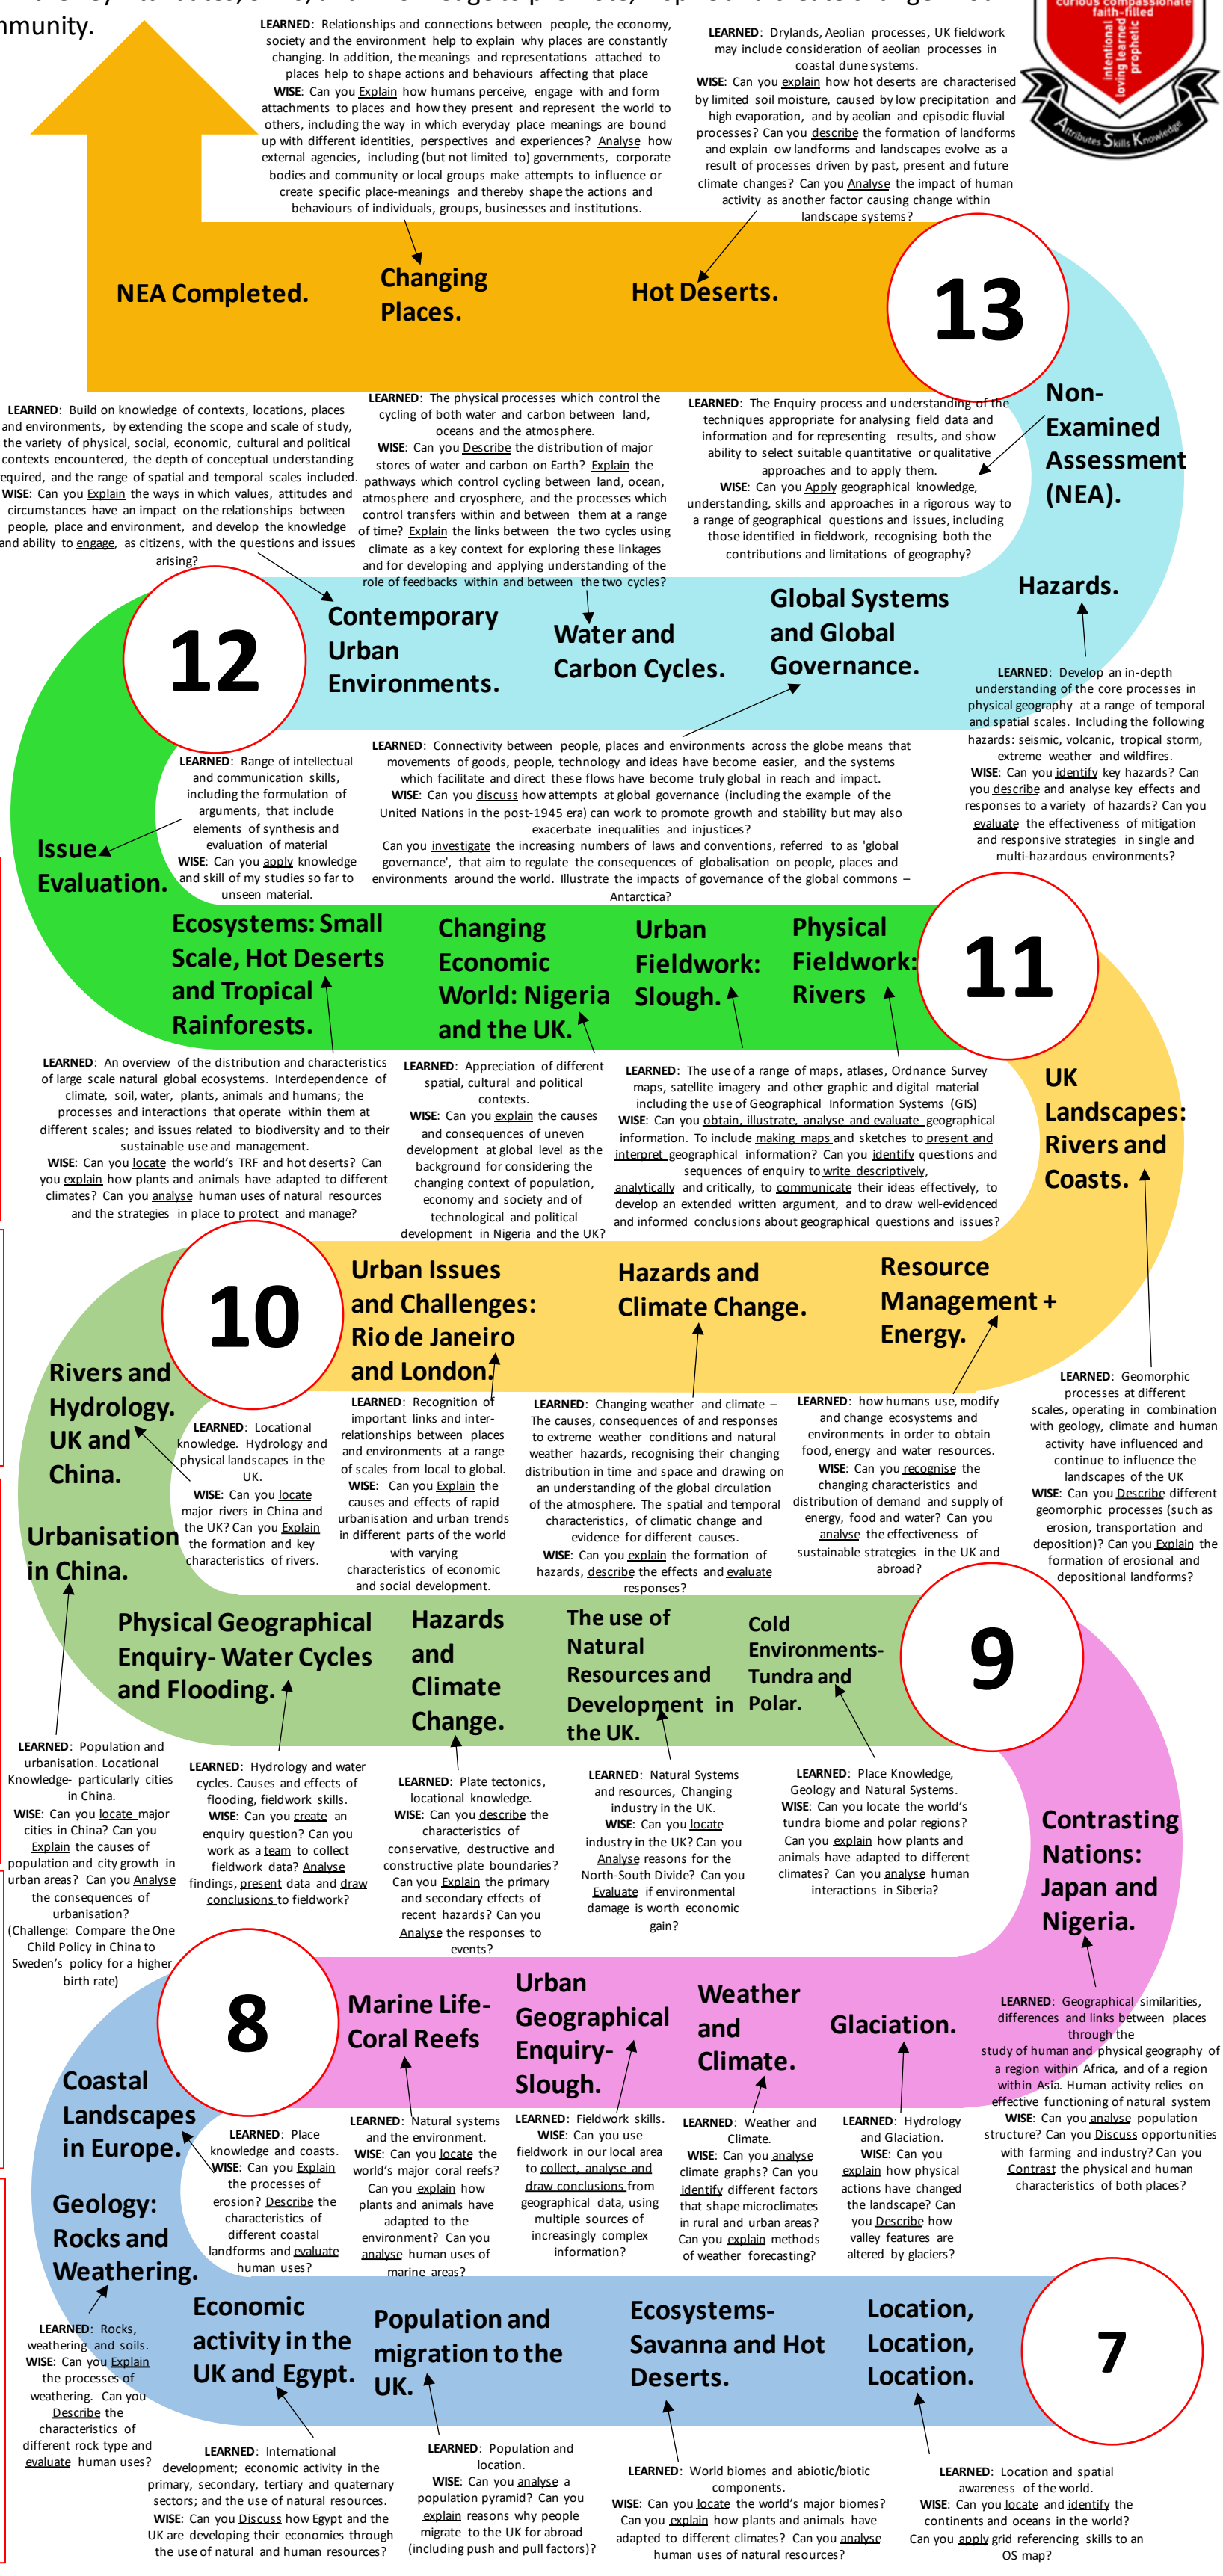 mmunity.
LEARNED: Relationships and connections between people, the economy,
society and the environment help to explain why places are constantly
changing. In addition, the meanings and representations attached to
places help to shape actions and behaviours affecting that place
WISE: Can you Explain how humans perceive, engage with and form
attachments to places and how they present and represent the world to
others, including the way in which everyday place meanings are bound
up with different identities, perspectives and experiences? Analyse how
external agencies, including (but not limited to) governments, corporate
bodies and community or local groups make attempts to influence or
create specific place-meanings and thereby shape the actions and
behaviours of individuals, groups, businesses and institutions.
LEARNED: Drylands, Aeolian processes, UK fieldwork
may include consideration of aeolian processes in
coastal dune systems.
WISE: Can you explain how hot deserts are characterised
by limited soil moisture, caused by low precipitation and
high evaporation, and by aeolian and episodic fluvial
processes? Can you describe the formation of landforms
and explain ow landforms and landscapes evolve as a
result of processes driven by past, present and future
climate changes? Can you Analyse the impact of human
activity as another factor causing change within
landscape systems?
curious compassionate
faith-filled
intentional
loving learned
prophetic
Attributes Skills Knowledge
NEA Completed.
Changing
Places.
Hot Deserts.
13
Non-
Examined
Assessment
(NEA).
LEARNED: Build on knowledge of contexts, locations, places
and environments, by extending the scope and scale of study,
the variety of physical, social, economic, cultural and political
contexts encountered, the depth of conceptual understanding
equired, and the range of spatial and temporal scales included.
WISE: Can you Explain the ways in which values, attitudes and
circumstances have an impact on the relationships between
people, place and environment, and develop the knowledge
and ability to engage, as citizens, with the questions and issues
arising?
LEARNED: The physical processes which control the
cycling of both water and carbon between land,
oceans and the atmosphere.
WISE: Can you Describe the distribution of major
stores of water and carbon on Earth? Explain the
pathways which control cycling between land, ocean,
atmosphere and cryosphere, and the processes which
control transfers within and between them at a range
of time? Explain the links between the two cycles using
climate as a key context for exploring these linkages
and for developing and applying understanding of the
role of feedbacks within and between the two cycles?
LEARNED: The Enquiry process and understanding of the
techniques appropriate for analysing field data and
information and for representing results, and show
ability to select suitable quantitative or qualitative
approaches and to apply them.
WISE: Can you Apply geographical knowledge,
understanding, skills and approaches in a rigorous way to
a range of geographical questions and issues, including
those identified in fieldwork, recognising both the
contributions and limitations of geography?
12
Contemporary
Urban
Environments.
Water and
Carbon Cycles.
Global Systems
and Global
Governance.
Hazards.
LEARNED: Develop an in-depth
understanding of the core processes in
physical geography at a range of temporal
and spatial scales. Including the following
hazards: seismic, volcanic, tropical storm,
extreme weather and wildfires.
WISE: Can you identify key hazards? Can
you describe and analyse key effects and
responses to a variety of hazards? Can you
evaluate the effectiveness of mitigation
and responsive strategies in single and
multi-hazardous environments?
LEARNED: Range of intellectual
and communication skills,
including the formulation of
arguments, that include
elements of synthesis and
evaluation of material
WISE: Can you apply knowledge
and skill of my studies so far to
unseen material.
LEARNED: Connectivity between people, places and environments across the globe means that
movements of goods, people, technology and ideas have become easier, and the systems
which facilitate and direct these flows have become truly global in reach and impact.
WISE: Can you discuss how attempts at global governance (including the example of the
United Nations in the post-1945 era) can work to promote growth and stability but may also
exacerbate inequalities and injustices?
Can you investigate the increasing numbers of laws and conventions, referred to as 'global
governance', that aim to regulate the consequences of globalisation on people, places and
environments around the world. Illustrate the impacts of governance of the global commons –
Antarctica?
Issue
Evaluation.
Ecosystems: Small
Scale, Hot Deserts
and Tropical
Rainforests.
Changing
Economic
World: Nigeria
and the UK.
Urban
Fieldwork:
Slough.
Physical
Fieldwork:
Rivers
11
UK
Landscapes:
Rivers and
Coasts.
LEARNED: An overview of the distribution and characteristics
of large scale natural global ecosystems. Interdependence of
climate, soil, water, plants, animals and humans; the
processes and interactions that operate within them at
different scales; and issues related to biodiversity and to their
sustainable use and management.
WISE: Can you locate the world's TRF and hot deserts? Can
you explain how plants and animals have adapted to different
climates? Can you analyse human uses of natural resources
and the strategies in place to protect and manage?
LEARNED: Appreciation of different
spatial, cultural and political
contexts.
WISE: Can you explain the causes
and consequences of uneven
development at global level as the
background for considering the
changing context of population,
economy and society and of
technological and political
development in Nigeria and the UK?
LEARNED: The use of a range of maps, atlases, Ordnance Survey
maps, satellite imagery and other graphic and digital material
including the use of Geographical Information Systems (GIS)
WISE: Can you obtain, illustrate, analyse and evaluate geographical
information. To include making maps and sketches to present and
interpret geographical information? Can you identify questions and
sequences of enquiry to write descriptively,
analytically and critically, to communicate their ideas effectively, to
develop an extended written argument, and to draw well-evidenced
and informed conclusions about geographical questions and issues?
10
Urban Issues
and Challenges:
Rio de Janeiro
and London.
Hazards and
Climate Change.
Resource
Management +
Energy.
Rivers and
Hydrology.
UK and
China.
Urbanisation
in China.
LEARNED: Locational
knowledge. Hydrology and
physical landscapes in the
UK.
WISE: Can you locate
major rivers in China and
the UK? Can you Explain
the formation and key
characteristics of rivers.
LEARNED: Recognition of
important links and inter-
relationships between places
and environments at a range
of scales from local to global.
WISE: Can you Explain the
causes and effects of rapid
urbanisation and urban trends
in different parts of the world
with varying
characteristics of economic
and social development.
LEARNED: Changing weather and climate –
The causes, consequences of and responses
to extreme weather conditions and natural
weather hazards, recognising their changing
distribution in time and space and drawing on
an understanding of the global circulation
of the atmosphere. The spatial and temporal
characteristics, of climatic change and
evidence for different causes.
WISE: Can you explain the formation of
hazards, describe the effects and evaluate
responses?
LEARNED: how humans use, modify
and change ecosystems and
environments in order to obtain
food, energy and water resources.
WISE: Can you recognise the
changing characteristics and
distribution of demand and supply of
energy, food and water? Can you
analyse the effectiveness of
sustainable strategies in the UK and
abroad?
LEARNED: Geomorphic
processes at different
scales, operating in combination
with geology, climate and human
activity have influenced and
continue to influence the
landscapes of the UK
WISE: Can you Describe different
geomorphic processes (such as
erosion, transportation and
deposition)? Can you Explain the
formation of erosional and
depositional landforms?
Physical Geographical
Enquiry- Water Cycles
and Flooding.
Hazards
and
Climate
Change.
The use of
Natural
Resources and
Development in
the UK.
Cold
Environments-
Tundra and
Polar.
9
Contrasting
Nations:
Japan and
Nigeria.
LEARNED: Population and
urbanisation. Locational
Knowledge- particularly cities
in China.
WISE: Can you locate major
cities in China? Can you
Explain the causes of
population and city growth in
urban areas? Can you Analyse
the consequences of
urbanisation?
(Challenge: Compare the One
Child Policy in China to
Sweden's policy for a higher
birth rate)
LEARNED: Hydrology and water
cycles. Causes and effects of
flooding, fieldwork skills.
WISE: Can you create an
enquiry question? Can you
work as a team to collect
fieldwork data? Analyse
findings, present data and draw
conclusions to fieldwork?
LEARNED: Plate tectonics,
locational knowledge.
WISE: Can you describe the
characteristics of
conservative, destructive and
constructive plate boundaries?
Can you Explain the primary
and secondary effects of
recent hazards? Can you
Analyse the responses to
events?
LEARNED: Natural Systems
and resources, Changing
industry in the UK.
WISE: Can you locate
industry in the UK? Can you
Analyse reasons for the
North-South Divide? Can you
Evaluate if environmental
damage is worth economic
gain?
LEARNED: Place Knowledge,
Geology and Natural Systems.
WISE: Can you locate the world's
tundra biome and polar regions?
Can you explain how plants and
animals have adapted to different
climates? Can you analyse human
interactions in Siberia?
8
Marine Life-
Coral Reefs
Urban
Geographical
Enquiry-
Slough.
Weather
and
Climate.
Glaciation.
LEARNED: Geographical similarities,
differences and links between places
through the
study of human and physical geography of
a region within Africa, and of a region
within Asia. Human activity relies on
effective functioning of natural system
WISE: Can you analyse population
structure? Can you Discuss opportunities
with farming and industry? Can you
Contrast the physical and human
characteristics of both places?
Coastal
Landscapes
in Europe.
Geology:
Rocks and
Weathering.
LEARNED: Place
knowledge and coasts.
WISE: Can you Explain
the processes of
erosion? Describe the
characteristics of
different coastal
landforms and evaluate
human uses?
LEARNED: Natural systems
and the environment.
WISE: Can you locate the
world's major coral reefs?
Can you explain how
plants and animals have
adapted to the
environment? Can you
analyse human uses of
marine areas?
LEARNED: Fieldwork skills.
WISE: Can you use
fieldwork in our local area
to collect, analyse and
draw conclusions from
geographical data, using
multiple sources of
increasingly complex
information?
LEARNED: Weather and
Climate.
WISE: Can you analyse
climate graphs? Can you
identify different factors
that shape microclimates
in rural and urban areas?
Can you explain methods
of weather forecasting?
LEARNED: Hydrology
and Glaciation.
WISE: Can you
explain how physical
actions have changed
the landscape? Can
you Describe how
valley features are
altered by glaciers?
Economic
activity in the
UK and Egypt.
Population and
migration to the
UK.
Ecosystems-
Savanna and Hot
Deserts.
Location,
Location,
Location.
7
LEARNED: Rocks,
weathering and soils.
WISE: Can you Explain
the processes of
weathering. Can you
Describe the
characteristics of
different rock type and
evaluate human uses?
LEARNED: International
development; economic activity in the
primary, secondary, tertiary and quaternary
sectors; and the use of natural resources.
WISE: Can you Discuss how Egypt and the
UK are developing their economies through
the use of natural and human resources?
LEARNED: Population and
location.
WISE: Can you analyse a
population pyramid? Can you
explain reasons why people
migrate to the UK for abroad
(including push and pull factors)?
LEARNED: World biomes and abiotic/biotic
components.
WISE: Can you locate the world's major biomes?
Can you explain how plants and animals have
adapted to different climates? Can you analyse
human uses of natural resources?
LEARNED: Location and spatial
awareness of the world.
WISE: Can you locate and identify the
continents and oceans in the world?
Can you apply grid referencing skills to an
OS map?